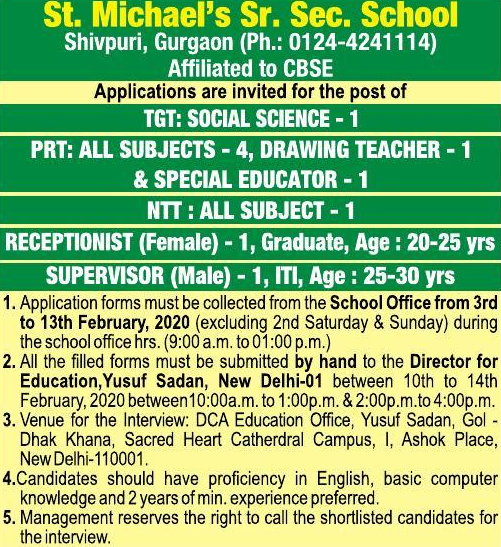 St. Michael's Sr. Sec. School
Shivpuri, Gurgaon (Ph.: 0124-4241114)
Affiliated to CBSE
Applications are invited for the post of
TGT: SOCIAL SCIENCE - 1
PRT: ALL SUBJECTS - 4, DRAWING TEACHER - 1
& SPECIAL EDUCATOR - 1
NTT : ALL SUBJECT - 1
RECEPTIONIST (Female) - 1, Graduate, Age : 20-25 yrs
SUPERVISOR (Male) - 1, ITI, Age : 25-30 yrs
1. Application forms must be collected from the School Office from 3rd
to 13th February, 2020 (excluding 2nd Saturday & Sunday) during
the school office hrs. (9:00 a.m. to 01:00 p.m.)
2. All the filled forms must be submitted by hand to the Director for
Education,Yusuf Sadan, New Delhi-01 between 10th to 14th
February, 2020 between10:00a.m. to 1:00p.m. & 2:00p.m.to 4:00p.m.
3. Venue for the Interview: DCA Education Office, Yusuf Sadan, Gol -
Dhak Khana, Sacred Heart Catherdral Campus, I, Ashok Place,
New Delhi-110001.
4.Candidates should have proficiency in English, basic computer
knowledge and 2 years of min. experience preferred.
5. Management reserves the right to call the shortlisted candidates for
the interview.